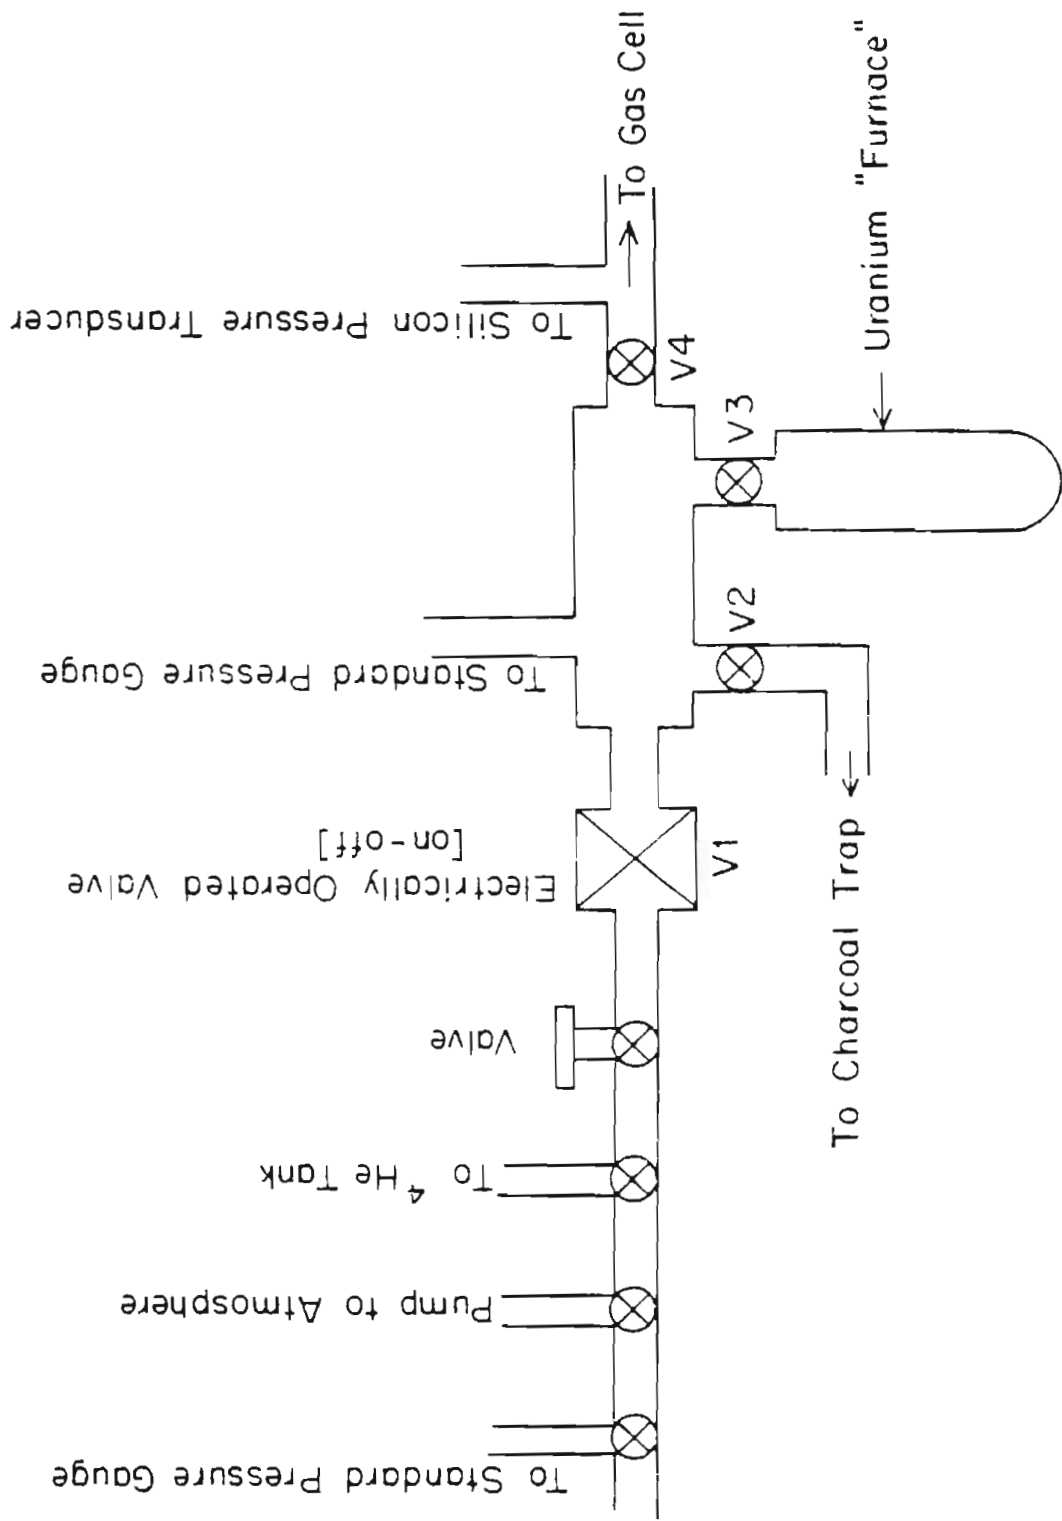 To Silicon Pressure Transducer
To Gas Cell
V4
V3
Uranium "Furnace"
To Standard Pressure Gauge
V2
Electrically Operated Valve
[on-off]
V1
To Charcoal Trap
Valve
To ⁴He Tank
Pump to Atmosphere
To Standard Pressure Gauge